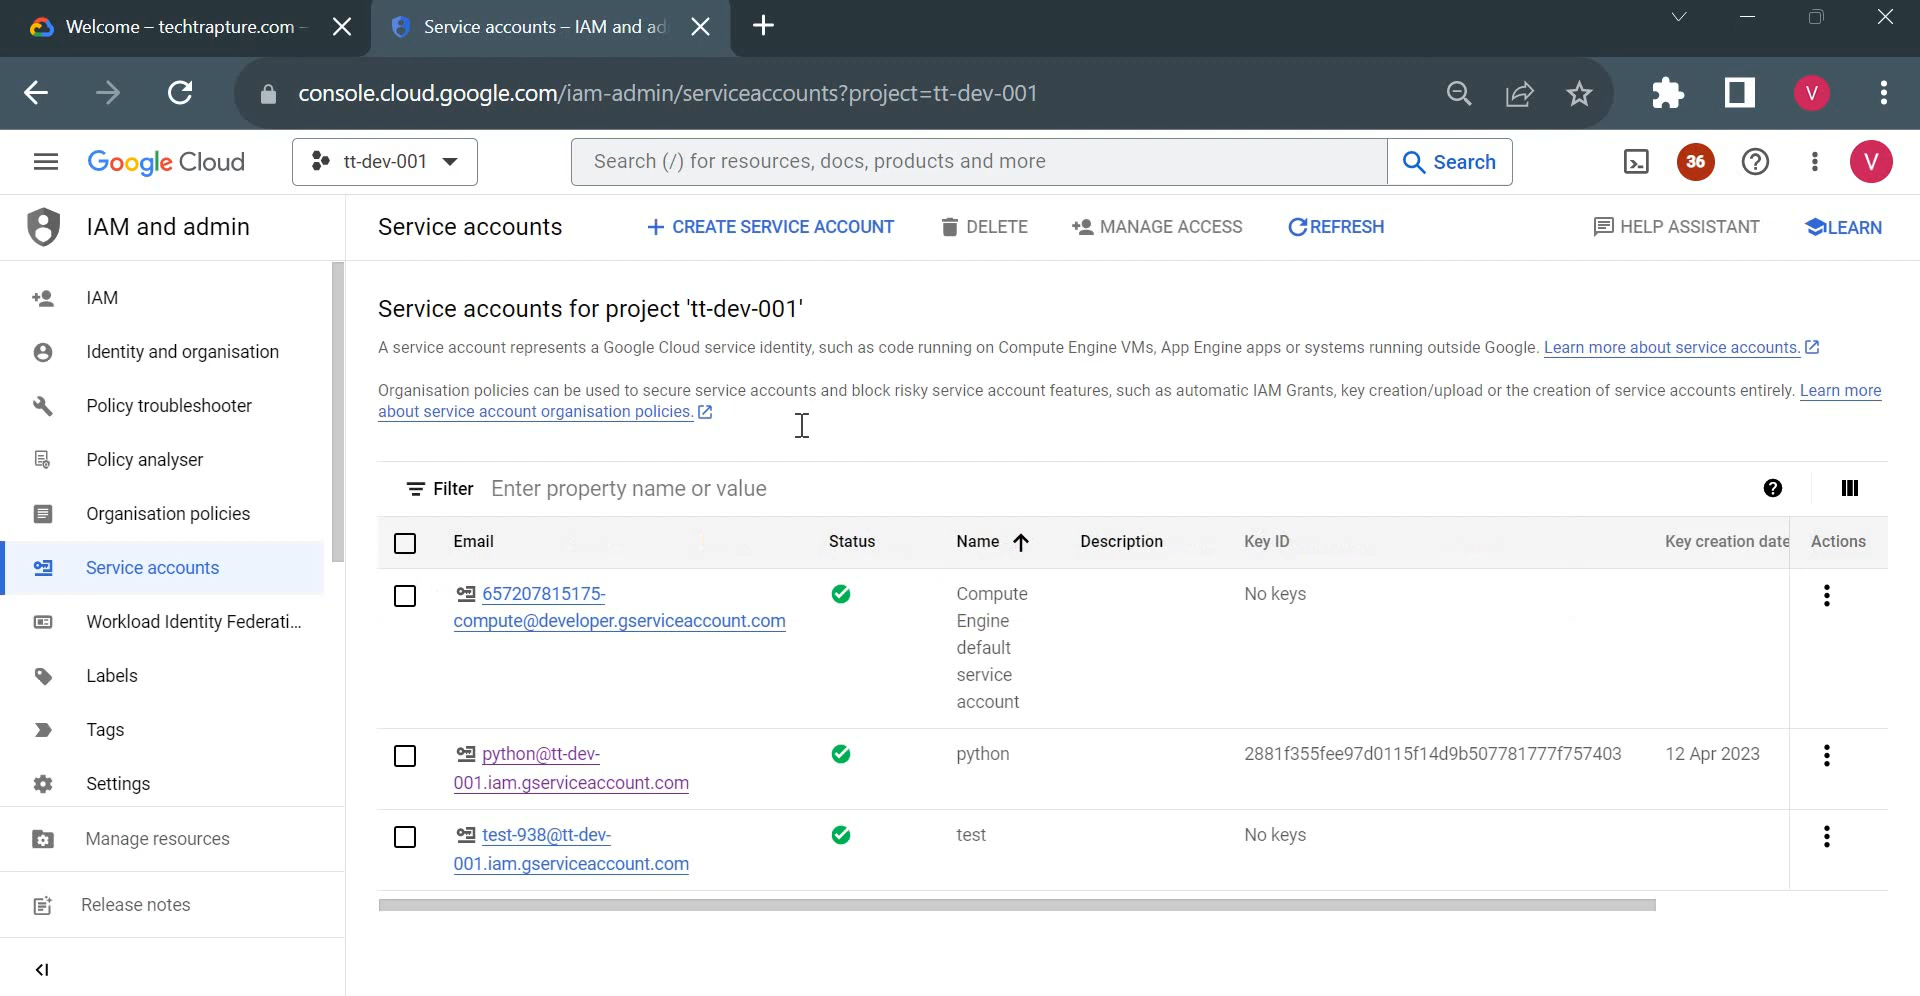 Welcome – techtrapture.com –
Service accounts – IAM and ad
console.cloud.google.com/iam-admin/serviceaccounts?project=tt-dev-001
V
Google Cloud
tt-dev-001
Search (/) for resources, docs, products and more
Search
36
V
IAM and admin
Service accounts
CREATE SERVICE ACCOUNT
DELETE
MANAGE ACCESS
REFRESH
HELP ASSISTANT
LEARN
IAM
Identity and organisation
Policy troubleshooter
Policy analyser
Organisation policies
Service accounts
Workload Identity Federati...
Labels
Tags
Settings
Manage resources
Release notes
Service accounts for project 'tt-dev-001'
A service account represents a Google Cloud service identity, such as code running on Compute Engine VMs, App Engine apps or systems running outside Google. Learn more about service accounts.
Organisation policies can be used to secure service accounts and block risky service account features, such as automatic IAM Grants, key creation/upload or the creation of service accounts entirely. Learn more
about service account organisation policies.
Filter Enter property name or value
Email Status Name Description Key ID Key creation date Actions
657207815175-
compute@developer.gserviceaccount.com
Compute
Engine
default
service
account
No keys
python@tt-dev-
001.iam.gserviceaccount.com
python
2881f355fee97d0115f14d9b507781777f757403
12 Apr 2023
test-938@tt-dev-
001.iam.gserviceaccount.com
test
No keys